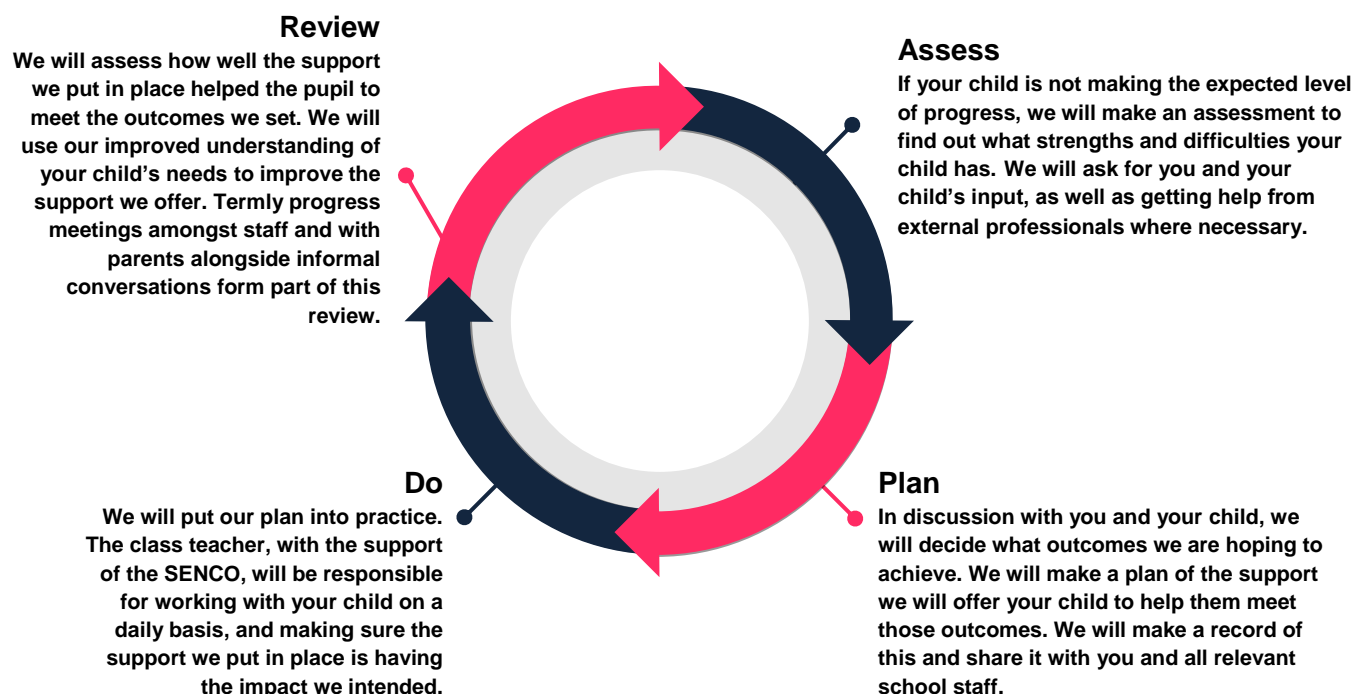 Review
We will assess how well the support
we put in place helped the pupil to
meet the outcomes we set. We will
use our improved understanding of
your child’s needs to improve the
support we offer. Termly progress
meetings amongst staff and with
parents alongside informal
conversations form part of this
review.
Assess
If your child is not making the expected level
of progress, we will make an assessment to
find out what strengths and difficulties your
child has. We will ask for you and your
child’s input, as well as getting help from
external professionals where necessary.
Do
We will put our plan into practice.
The class teacher, with the support
of the SENCO, will be responsible
for working with your child on a
daily basis, and making sure the
support we put in place is having
the impact we intended.
Plan
In discussion with you and your child, we
will decide what outcomes we are hoping to
achieve. We will make a plan of the support
we will offer your child to help them meet
those outcomes. We will make a record of
this and share it with you and all relevant
school staff.